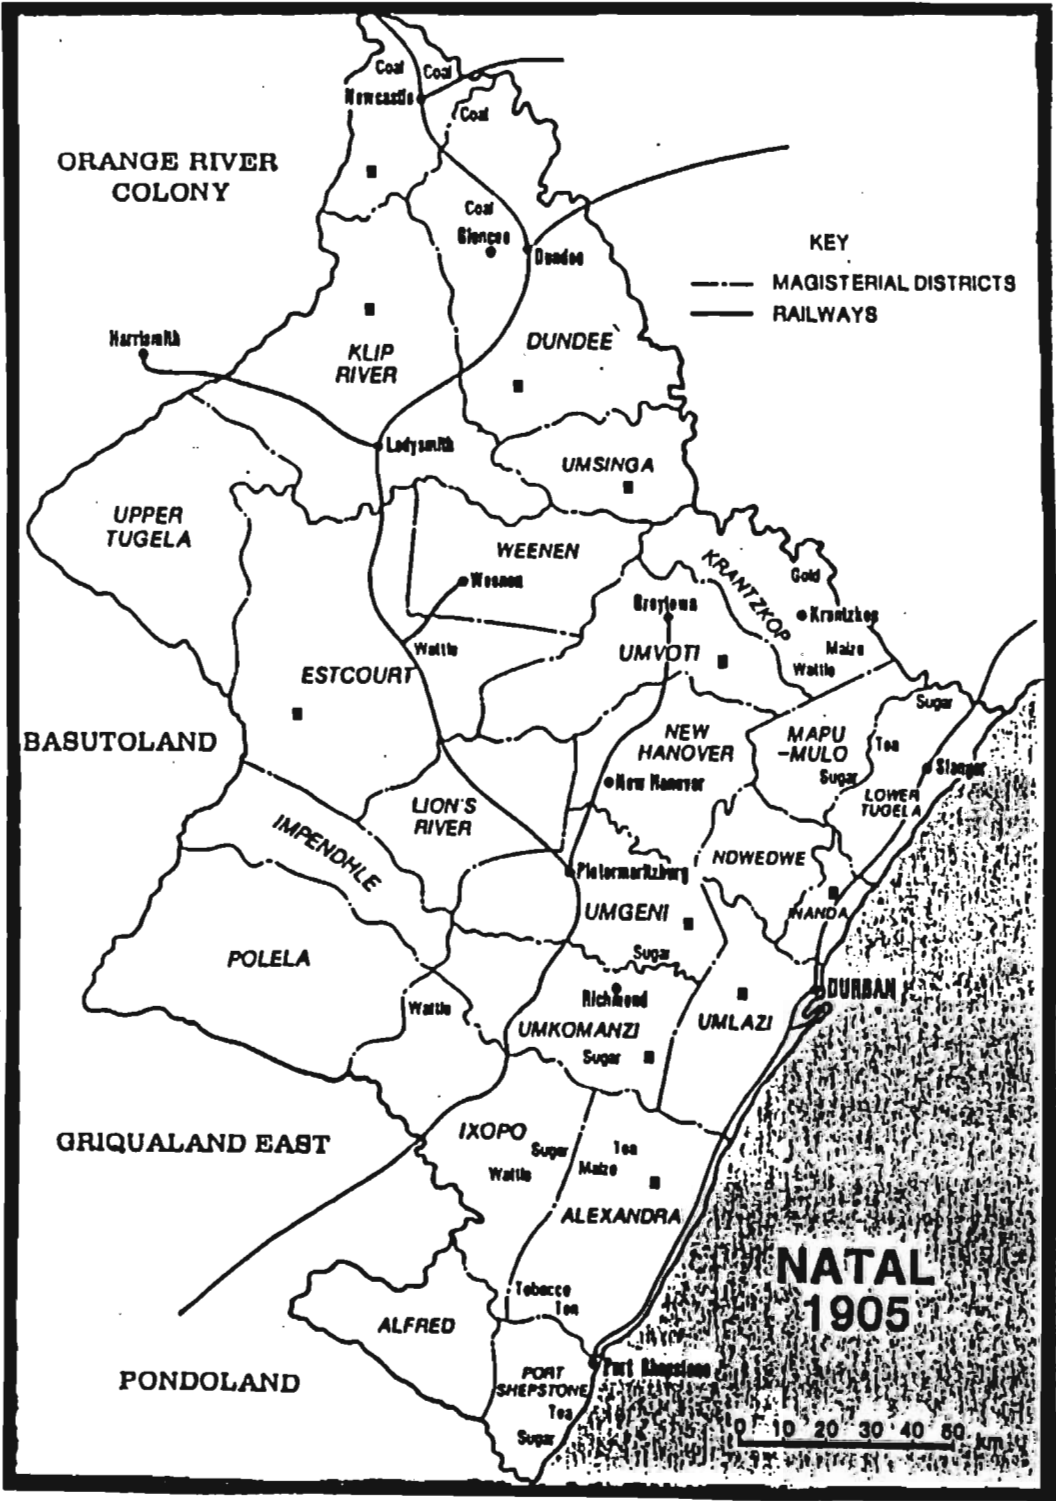 Coal
Coal
Newcastle
Coal
ORANGE RIVER
COLONY
Coal
Glencoe
Dundee
KEY
MAGISTERIAL DISTRICTS
RAILWAYS
Harrismith
KLIP
RIVER
DUNDEE
Ladysmith
UMSINGA
UPPER
TUGELA
WEENEN
Weenen
KRANTZKOP
Gold
Krantzkop
Greytown
Maize
Wattle
Wattle
UMVOTI
ESTCOURT
Sugar
BASUTOLAND
NEW
HANOVER
MAPU
-MULO
Tea
Sugar
Stanger
New Hanover
LOWER
TUGELA
LION'S
RIVER
IMPENDHLE
NDWEDWE
Pietermaritzburg
UMGENI
INANDA
Sugar
POLELA
Wattle
Richmond
DURBAN
UMKOMANZI
UMLAZI
Sugar
GRIQUALAND EAST
IXOPO
Sugar
Tea
Wattle
Maize
ALEXANDRA
NATAL
1905
Tobacco
Tea
ALFRED
PONDOLAND
PORT
SHEPSTONE
Port Shepstone
Tea
Sugar
0 10 20 30 40 50 km